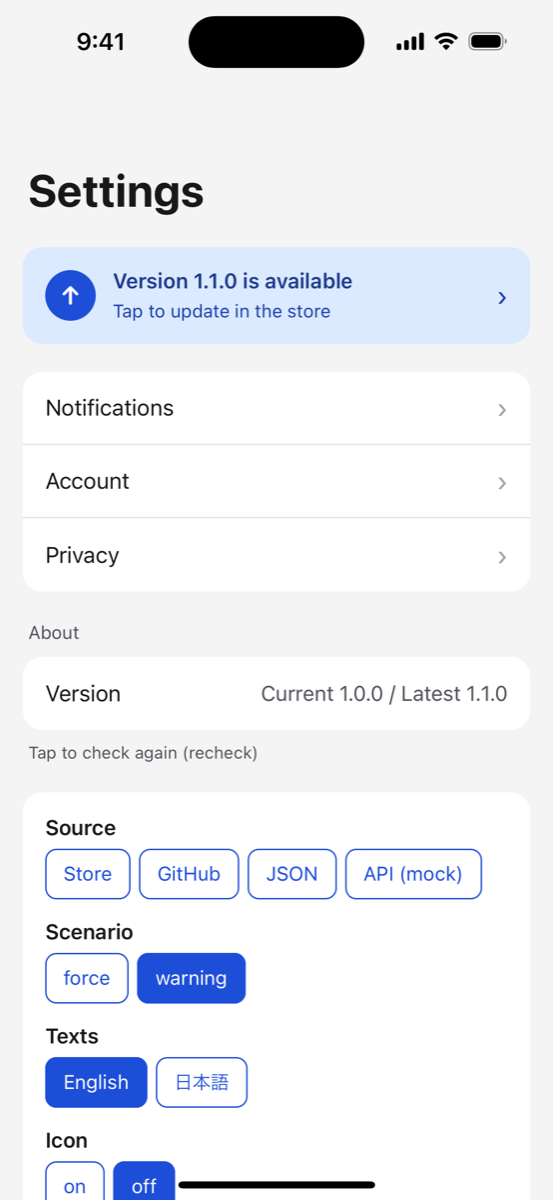 9:41
Settings
Version 1.1.0 is available
Tap to update in the store
Notifications
Account
Privacy
About
Version Current 1.0.0 / Latest 1.1.0
Tap to check again (recheck)
Source
Store GitHub JSON API (mock)
Scenario
force warning
Texts
English 日本語
Icon
on off